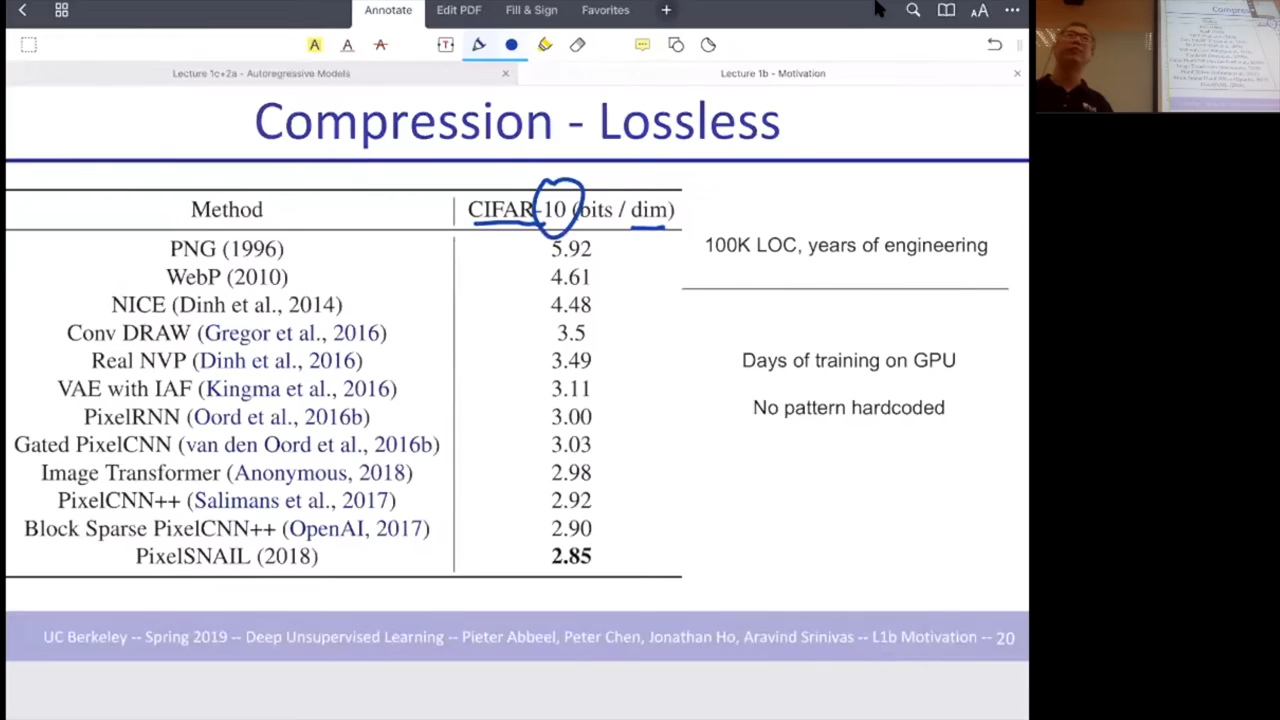 Annotate Edit PDF Fill & Sign Favorites
Lecture 1c+2a - Autoregressive Models
Lecture 1b - Motivation
Compression - Lossless
Method CIFAR-10 (bits / dim)
PNG (1996) 5.92
WebP (2010) 4.61
NICE (Dinh et al., 2014) 4.48
Conv DRAW (Gregor et al., 2016) 3.5
Real NVP (Dinh et al., 2016) 3.49
VAE with IAF (Kingma et al., 2016) 3.11
PixelRNN (Oord et al., 2016b) 3.00
Gated PixelCNN (van den Oord et al., 2016b) 3.03
Image Transformer (Anonymous, 2018) 2.98
PixelCNN++ (Salimans et al., 2017) 2.92
Block Sparse PixelCNN++ (OpenAI, 2017) 2.90
PixelSNAIL (2018) 2.85
100K LOC, years of engineering
Days of training on GPU
No pattern hardcoded
UC Berkeley -- Spring 2019 -- Deep Unsupervised Learning -- Pieter Abbeel, Peter Chen, Jonathan Ho, Aravind Srinivas -- L1b Motivation -- 20